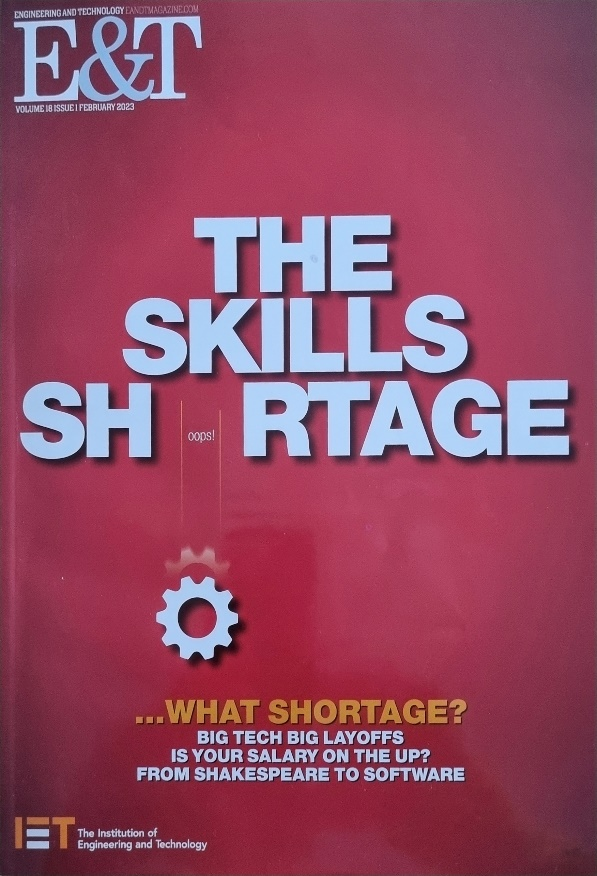 ENGINEERING AND TECHNOLOGY EANDTMAGAZINE.COM
E&T
VOLUME 18 ISSUE 1 FEBRUARY 2023
THE
SKILLS
SH RTAGE
oops!
...WHAT SHORTAGE?
BIG TECH BIG LAYOFFS
IS YOUR SALARY ON THE UP?
FROM SHAKESPEARE TO SOFTWARE
IET The Institution of
Engineering and Technology